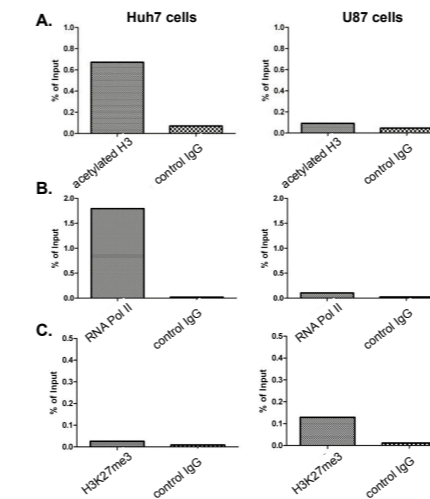 Huh7 cells
U87 cells
A.
% of Input
1.0
0.8
0.6
0.4
0.2
0.0
acetylated H3
control IgG
% of Input
1.0
0.8
0.6
0.4
0.2
0.0
acetylated H3
control IgG
B.
% of Input
2.0
1.5
1.0
0.5
0.0
RNA Pol II
control IgG
% of Input
2.0
1.5
1.0
0.5
0.0
RNA Pol II
control IgG
C.
% of Input
0.5
0.4
0.3
0.2
0.1
0.0
H3K27me3
control IgG
% of Input
0.5
0.4
0.3
0.2
0.1
0.0
H3K27me3
control IgG